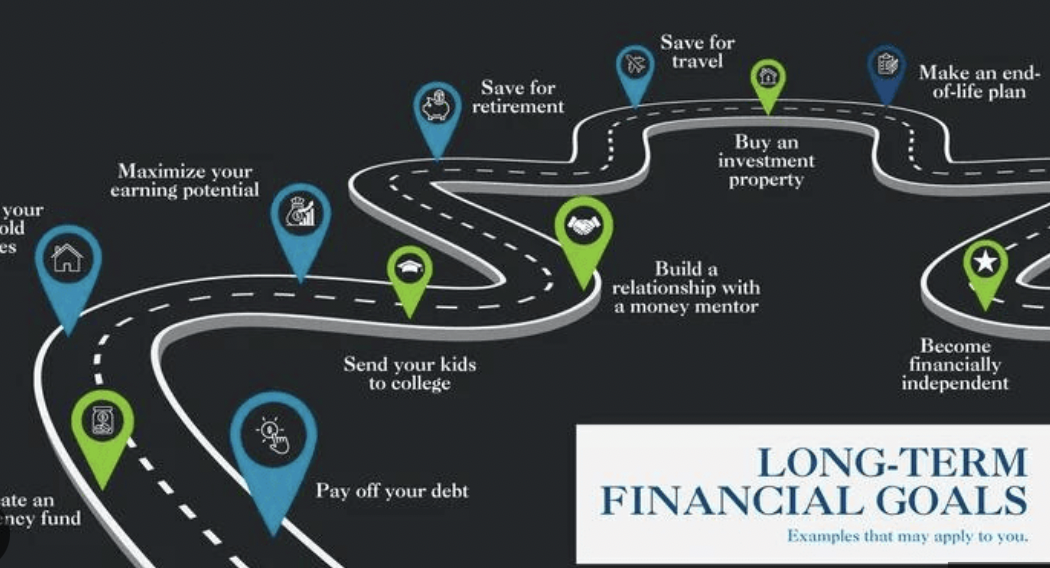 Save for
travel
Make an end-
of-life plan
Save for
retirement
Buy an
investment
property
Maximize your
earning potential
your
old
es
Build a
relationship with
a money mentor
Become
financially
independent
Send your kids
to college
Pay off your debt
ate an
ncy fund
LONG-TERM
FINANCIAL GOALS
Examples that may apply to you.